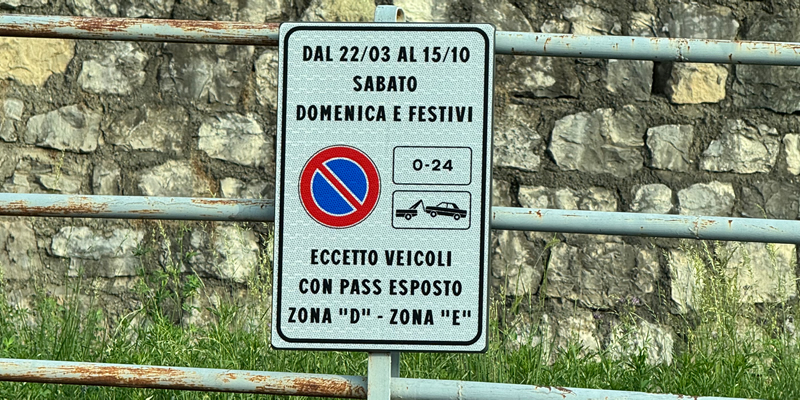 DAL 22/03 AL 15/10
SABATO
DOMENICA E FESTIVI
0-24
ECCETTO VEICOLI
CON PASS ESPOSTO
ZONA "D" - ZONA "E"